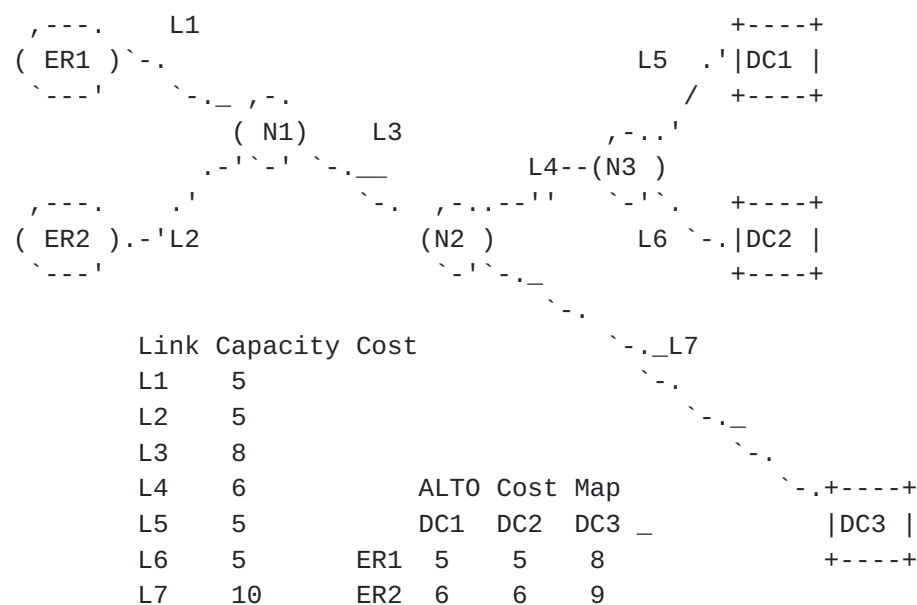 ,---.    L1                                  +----+
( ER1 )`-.                              L5  .'|DC1 |
`---'    `-._ ,-.                          /  +----+
( N1)    L3             ,-..'
.-'`-' `-.__         L4--(N3 )
,---.    .'          `-.  ,-..--''   `-'`.   +----+
( ER2 ).-'L2              (N2 )         L6 `-.|DC2 |
`---'                     `-'`-._            +----+
`-.
Link Capacity Cost            `-._L7
L1    5                         `-.
L2    5                            `-._
L3    8                               `-.
L4    6           ALTO Cost Map          `-.+----+
L5    5           DC1  DC2  DC3 _           |DC3 |
L6    5       ER1  5    5    8              +----+
L7    10      ER2  6    6    9